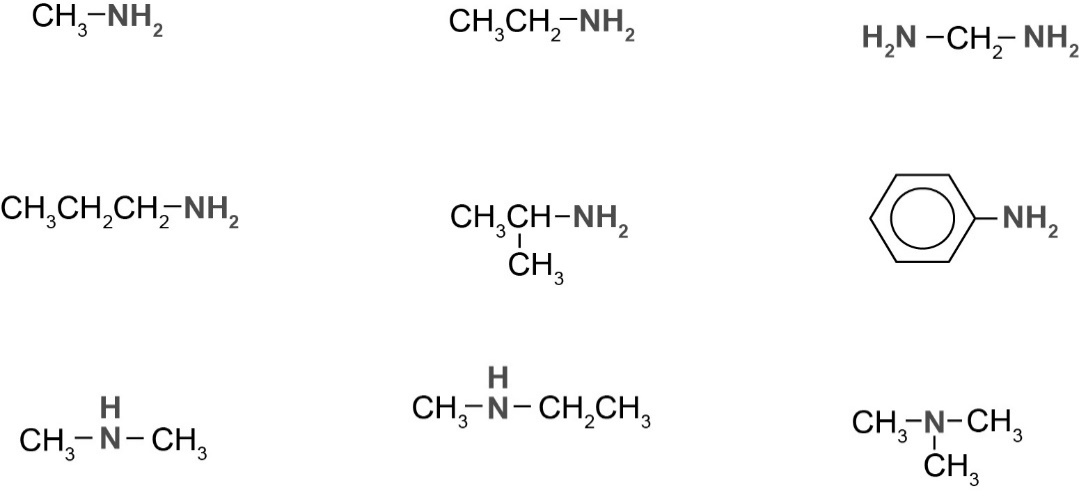 CH₃–NH₂
CH₃CH₂–NH₂
H₂N–CH₂–NH₂
CH₃CH₂CH₂–NH₂
CH₃CH–NH₂
CH₃
NH₂
H
CH₃–N–CH₃
H
CH₃–N–CH₂CH₃
CH₃–N–CH₃
CH₃